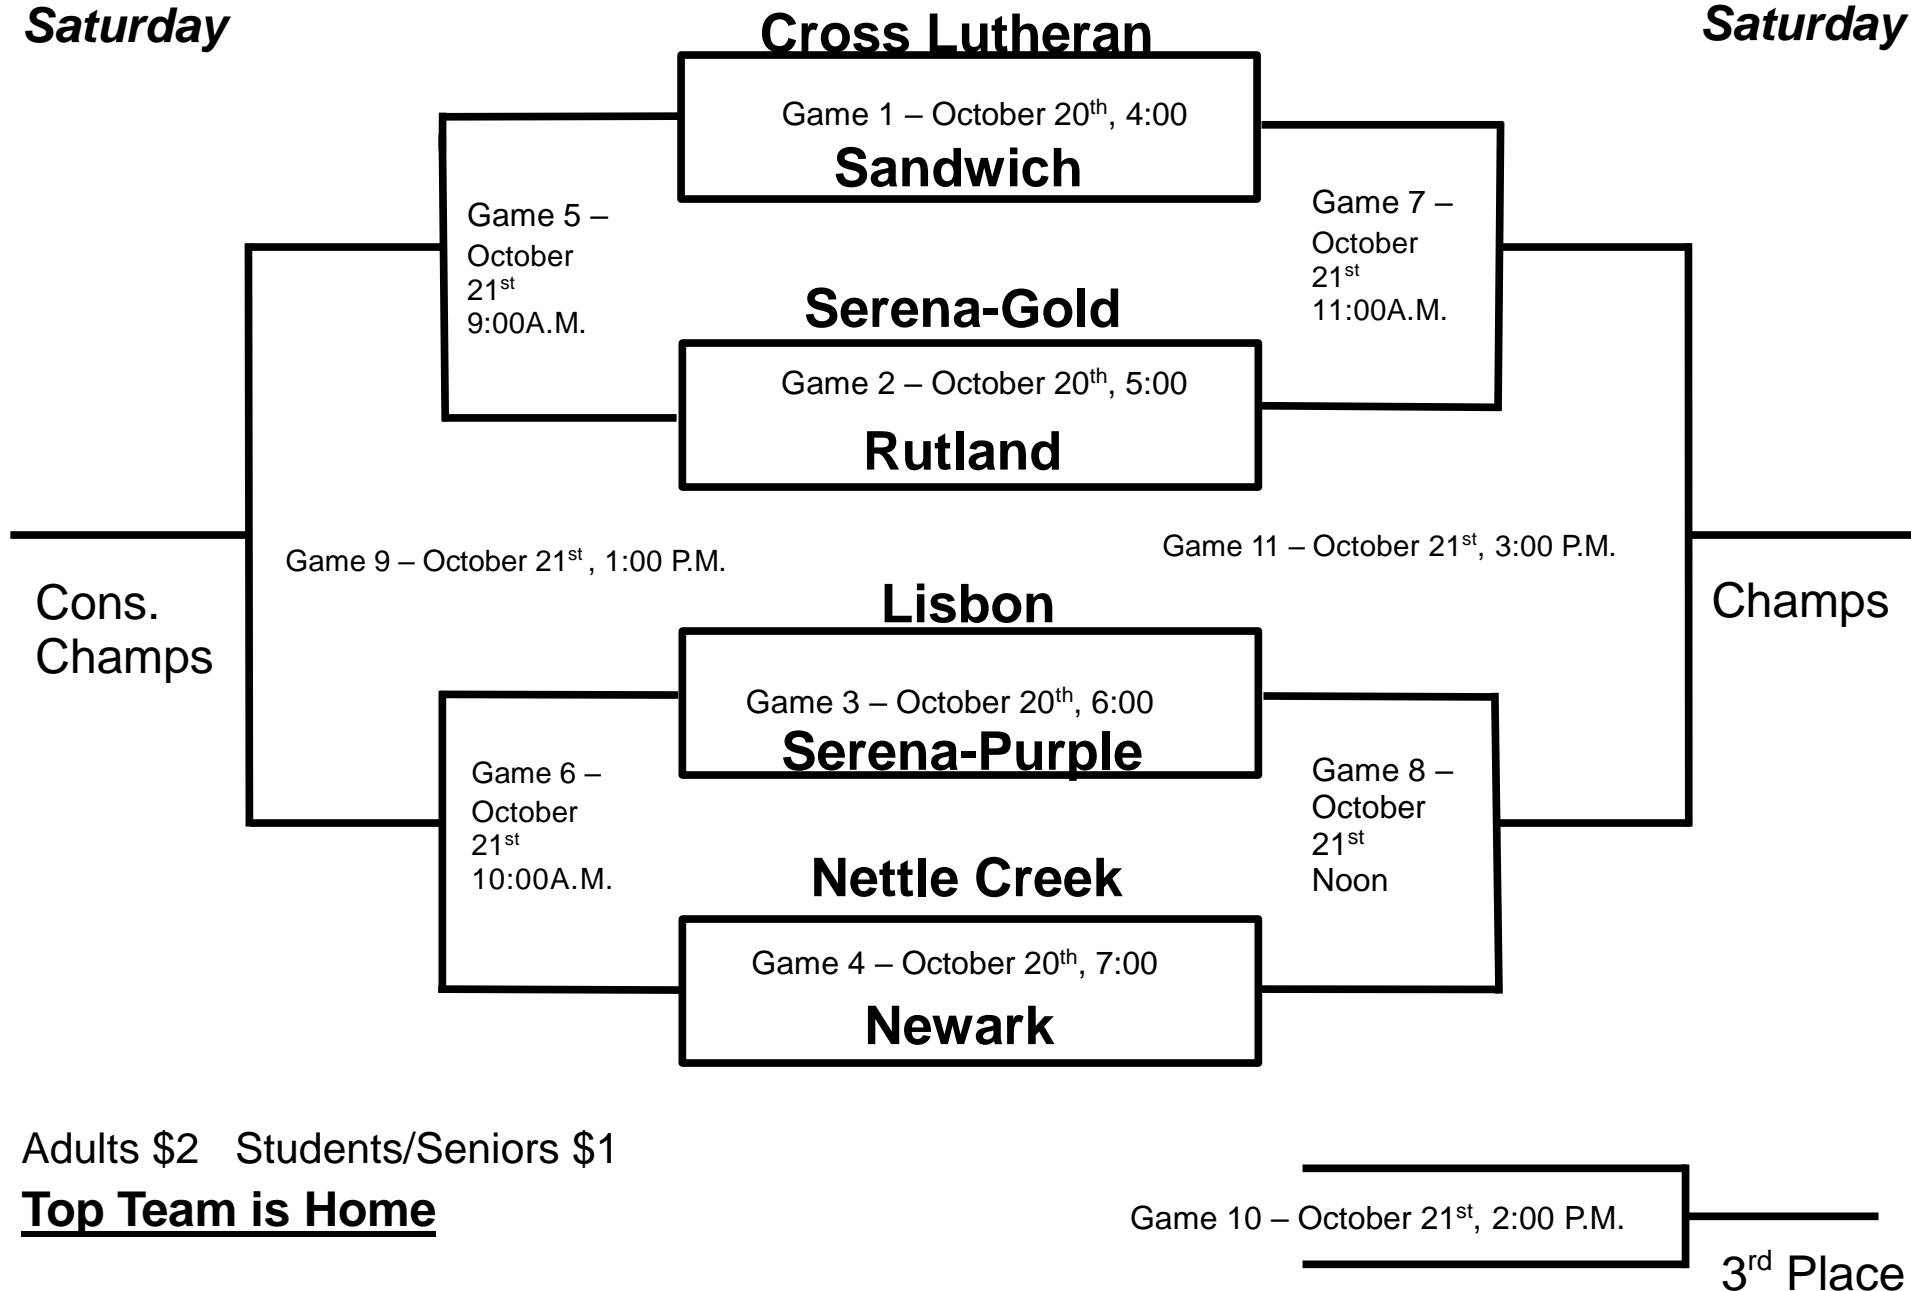 Saturday
Cross Lutheran
Saturday
Game 1 – October 20th, 4:00
Sandwich
Game 5 –
October
21st
9:00A.M.
Game 7 –
October
21st
11:00A.M.
Serena-Gold
Game 2 – October 20th, 5:00
Rutland
Game 9 – October 21st , 1:00 P.M.
Game 11 – October 21st, 3:00 P.M.
Cons.
Champs
Lisbon
Champs
Game 3 – October 20th, 6:00
Serena-Purple
Game 6 –
October
21st
10:00A.M.
Game 8 –
October
21st
Noon
Nettle Creek
Game 4 – October 20th, 7:00
Newark
Adults $2   Students/Seniors $1
Top Team is Home
Game 10 – October 21st, 2:00 P.M.
3rd Place